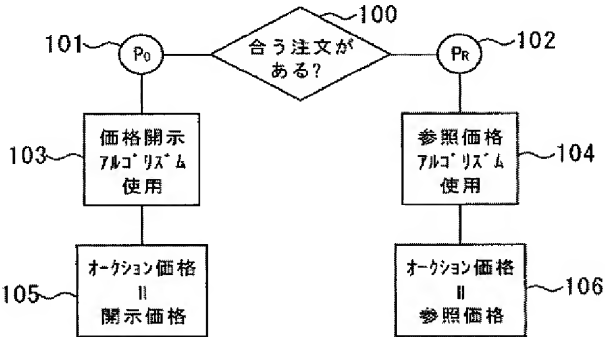 100
101
P0
合う注文が
ある?
PR
102
103
価格開示
ｱﾙｺﾞﾘｽﾞﾑ
使用
参照価格
ｱﾙｺﾞﾘｽﾞﾑ
使用
104
105
ｵｰｸｼｮﾝ価格
||
開示価格
ｵｰｸｼｮﾝ価格
||
参照価格
106